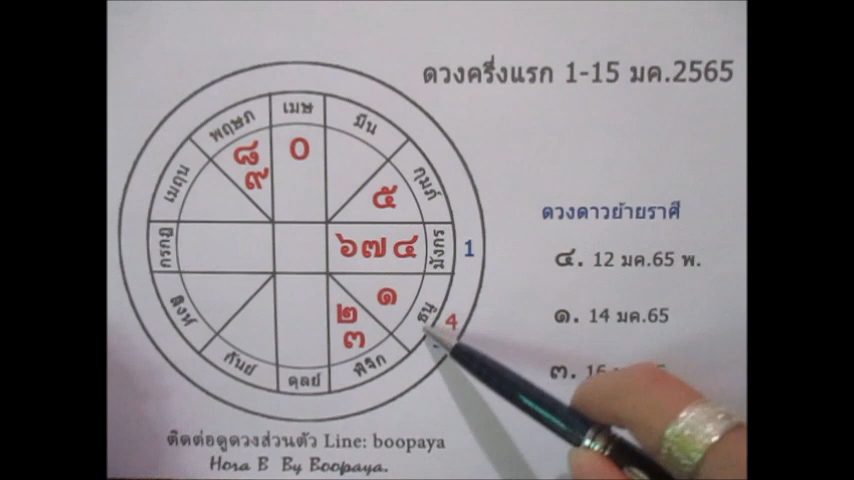 ดวงครึ่งแรก 1-15 มค.2565
เมษ
พฤษภ
มีน
เมถุน
กุมภ์
กรกฎ
มังกร
สิงห์
ธนู
กันย์
ตุลย์
พิจิก
๘
๙
๐
๕
๖๗๔
๑
๒
๓
1
4
ดวงดาวย้ายราศี
๔. 12 มค.65 พ.
๑. 14 มค.65
๓. 16
ติดต่อดูดวงส่วนตัว Line: boopaya
Hora B By Boopaya.